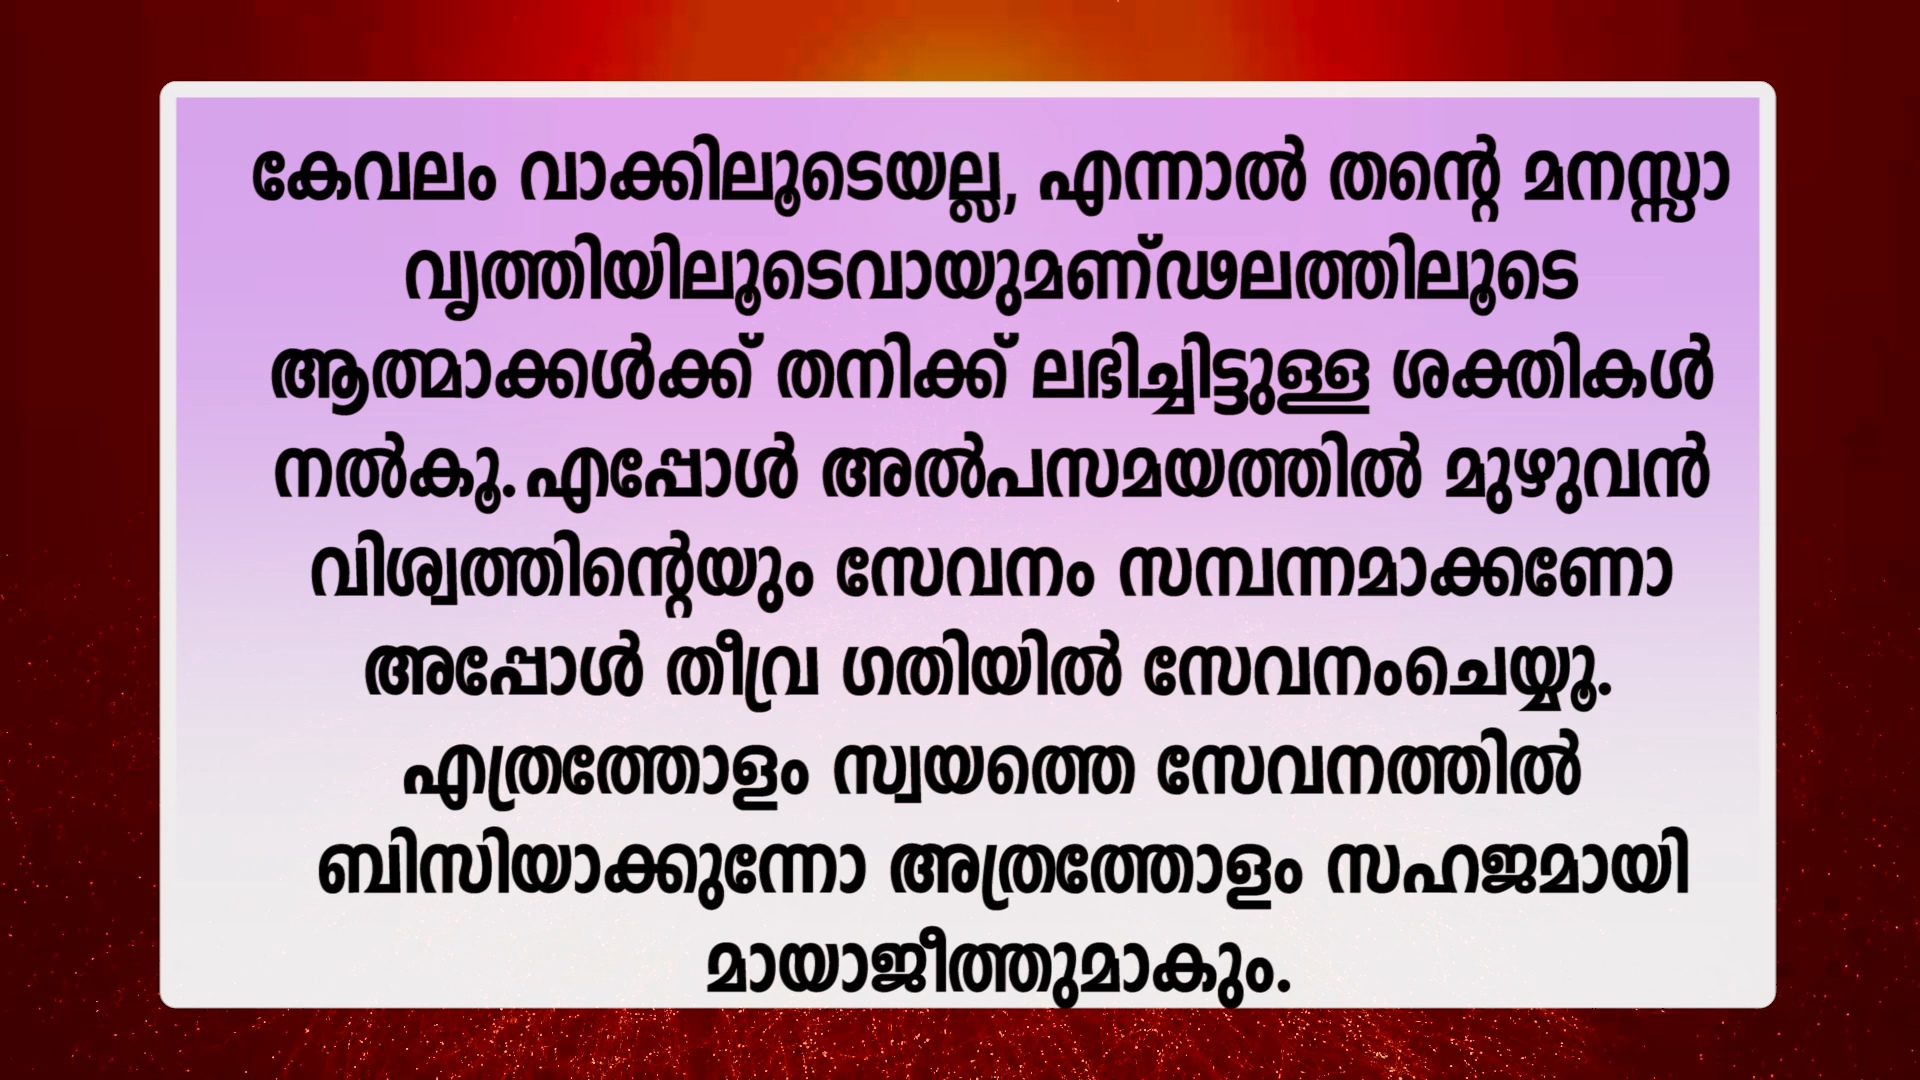 കേവലം വാക്കിലൂടെയല്ല, എന്നാൽ തന്റെ മനസ്സാ
വൃത്തിയിലൂടെവായുമണ്ഢലത്തിലൂടെ
ആത്മാക്കൾക്ക് തനിക്ക് ലഭിച്ചിട്ടുള്ള ശക്തികൾ
നൽകൂ.എപ്പോൾ അൽപസമയത്തിൽ മുഴുവൻ
വിശ്വത്തിന്റെയും സേവനം സമ്പന്നമാക്കണോ
അപ്പോൾ തീവ്ര ഗതിയിൽ സേവനംചെയ്യൂ.
എത്രത്തോളം സ്വയത്തെ സേവനത്തിൽ
ബിസിയാക്കുന്നോ അത്രത്തോളം സഹജമായി
മായാജീത്തുമാകും.